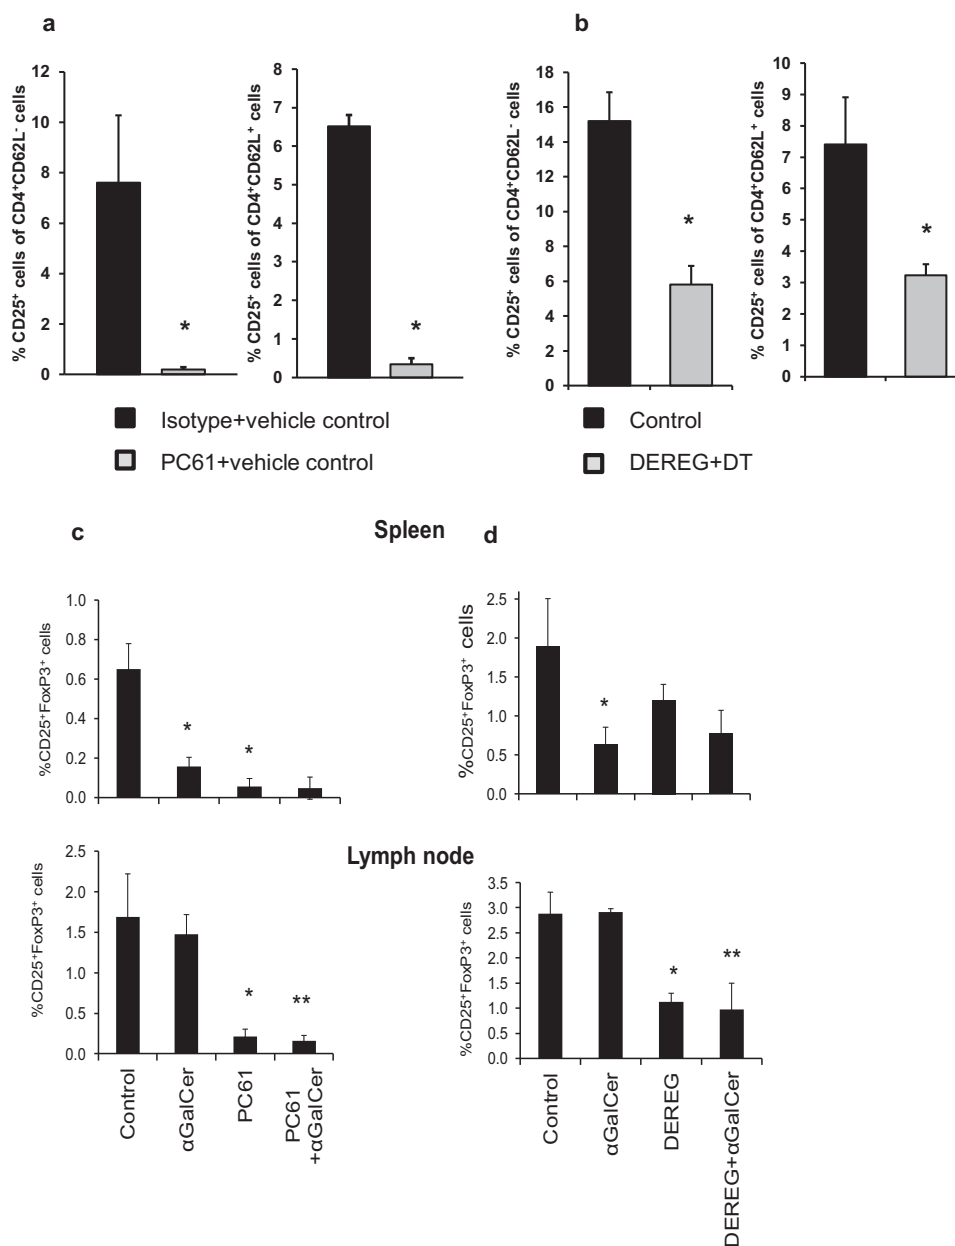 a
b
% CD25⁺ cells of CD4⁺CD62L⁻ cells
12
10
8
6
4
2
0
*
% CD25⁺ cells of CD4⁺CD62L⁺ cells
8
7
6
5
4
3
2
1
0
*
% CD25⁺ cells of CD4⁺CD62L⁻ cells
18
16
14
12
10
8
6
4
2
0
*
% CD25⁺ cells of CD4⁺CD62L⁺ cells
10
9
8
7
6
5
4
3
2
1
0
*
Isotype+vehicle control
PC61+vehicle control
Control
DEREG+DT
c
Spleen
d
%CD25⁺FoxP3⁺ cells
1.0
0.8
0.6
0.4
0.2
0.0
*
*
%CD25⁺FoxP3⁺ cells
2.5
2.0
1.5
1.0
0.5
0.0
*
Lymph node
%CD25⁺FoxP3⁺ cells
2.5
2.0
1.5
1.0
0.5
0.0
*
**
Control
αGalCer
PC61
PC61
+αGalCer
%CD25⁺FoxP3⁺ cells
3.0
2.5
3.0
2.5
1.5
1.0
0.5
0.0
*
**
Control
αGalCer
DEREG
DEREG+αGalCer